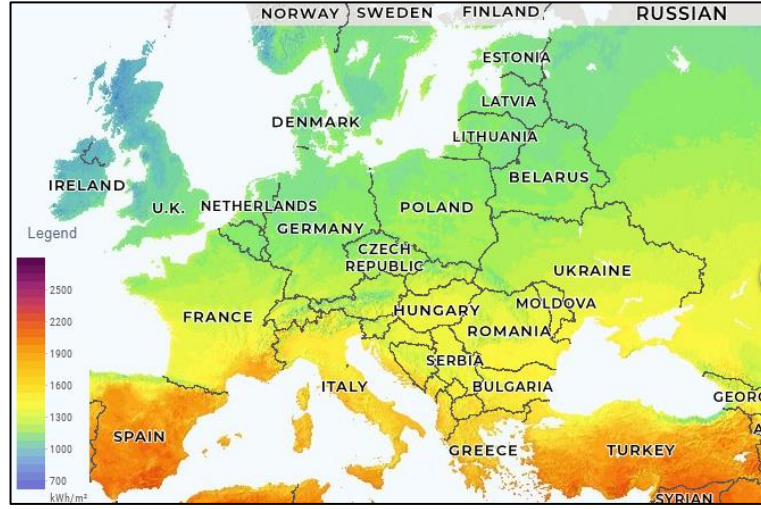 NORWAY SWEDEN FINLAND RUSSIAN
ESTONIA
LATVIA
DENMARK
LITHUANIA
BELARUS
IRELAND
U.K.
NETHERLANDS
POLAND
GERMANY
Legend
CZECH
REPUBLIC
UKRAINE
MOLDOVA
FRANCE
HUNGARY
ROMANIA
SERBIA
ITALY
BULGARIA
GEORG
SPAIN
GREECE
TURKEY
SYRIAN
2500
2200
1900
1600
1300
1000
700
kWh/m²